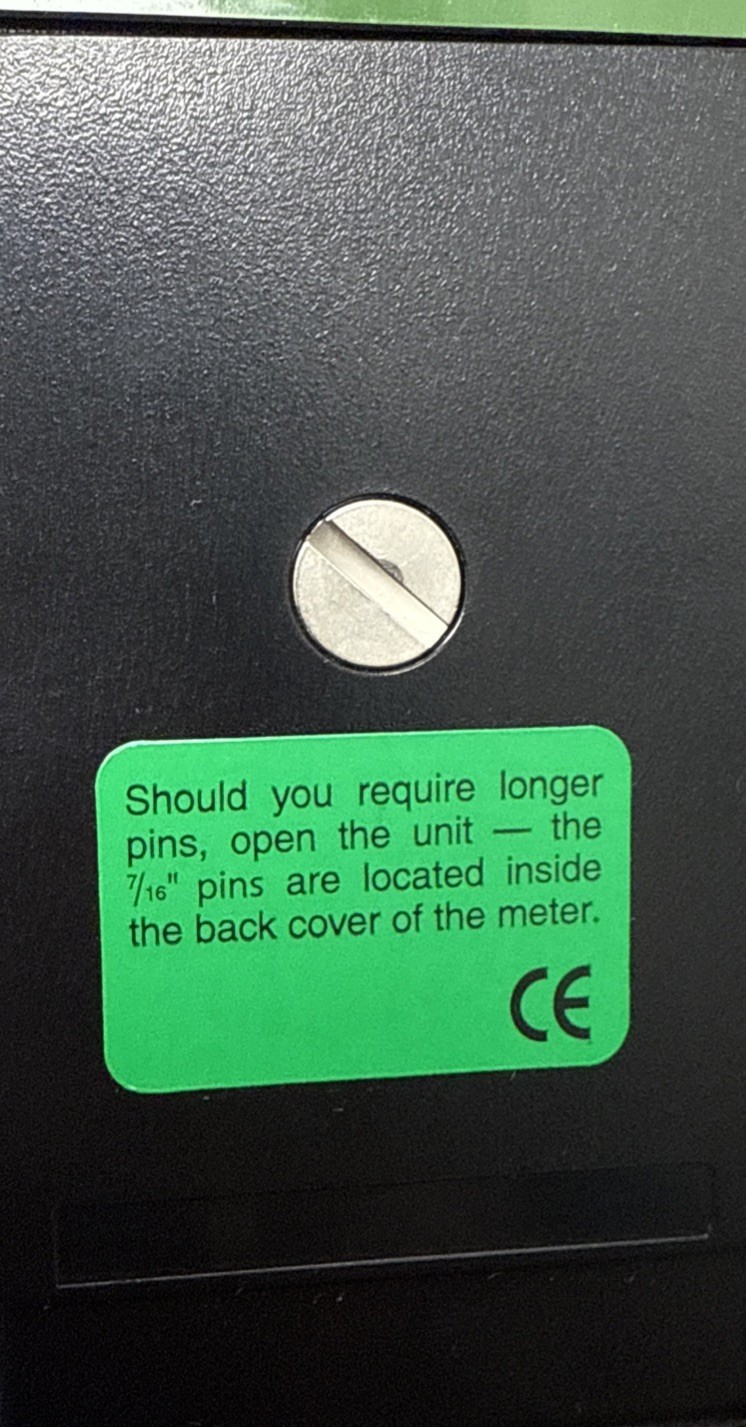 Should you require longer
pins, open the unit — the
7/16" pins are located inside
the back cover of the meter.
CE